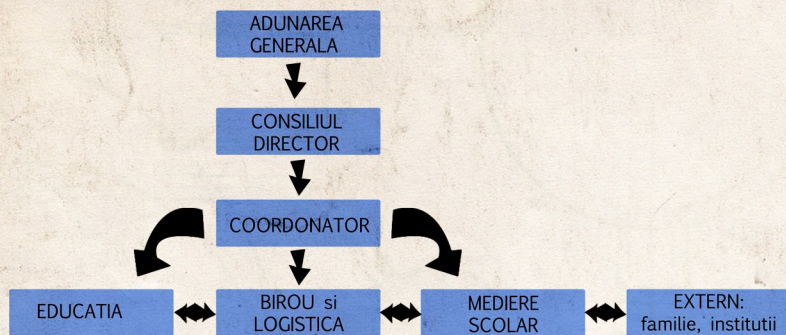 ADUNAREA
GENERALA
CONSILIUL
DIRECTOR
COORDONATOR
EDUCATIA
BIROU si
LOGISTICA
MEDIERE
SCOLAR
EXTERN:
familie, institutii